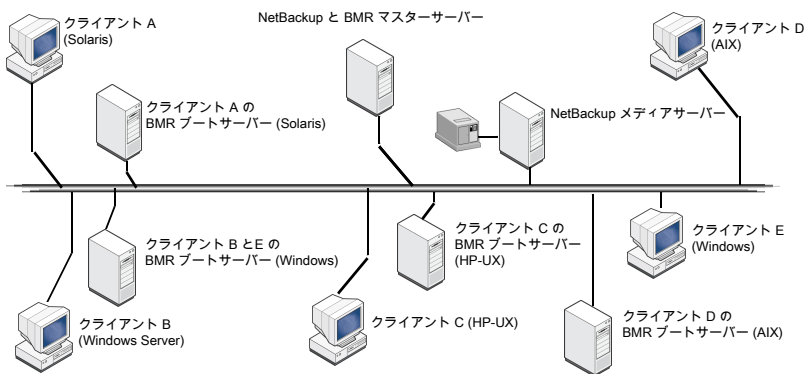 クライアント A
(Solaris)
NetBackup と BMR マスターサーバー
クライアント D
(AIX)
クライアント A の
BMR ブートサーバー (Solaris)
NetBackup メディアサーバー
クライアント B とE の
BMR ブートサーバー (Windows)
クライアント C の
BMR ブートサーバー
(HP-UX)
クライアント E
(Windows)
クライアント B
(Windows Server)
クライアント C (HP-UX)
クライアント D の
BMR ブートサーバー (AIX)